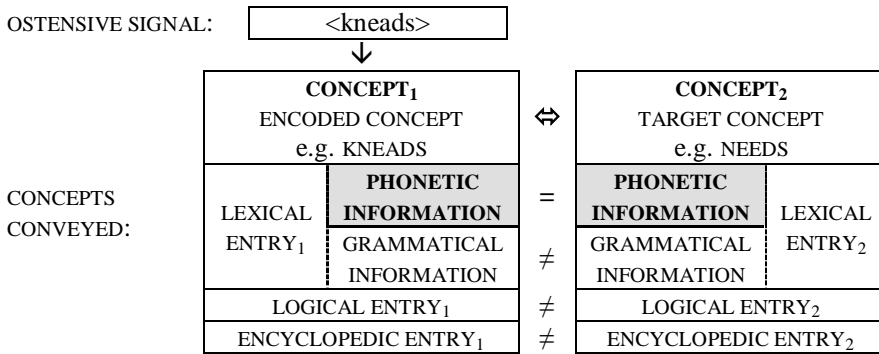 OSTENSIVE SIGNAL: <kneads>
↓
CONCEPT₁ CONCEPT₂
ENCODED CONCEPT ⇔ TARGET CONCEPT
e.g. KNEADS e.g. NEEDS
PHONETIC PHONETIC
CONCEPTS LEXICAL INFORMATION = INFORMATION LEXICAL
CONVEYED: ENTRY₁ GRAMMATICAL ≠ GRAMMATICAL ENTRY₂
INFORMATION INFORMATION
LOGICAL ENTRY₁ ≠ LOGICAL ENTRY₂
ENCYCLOPEDIC ENTRY₁ ≠ ENCYCLOPEDIC ENTRY₂